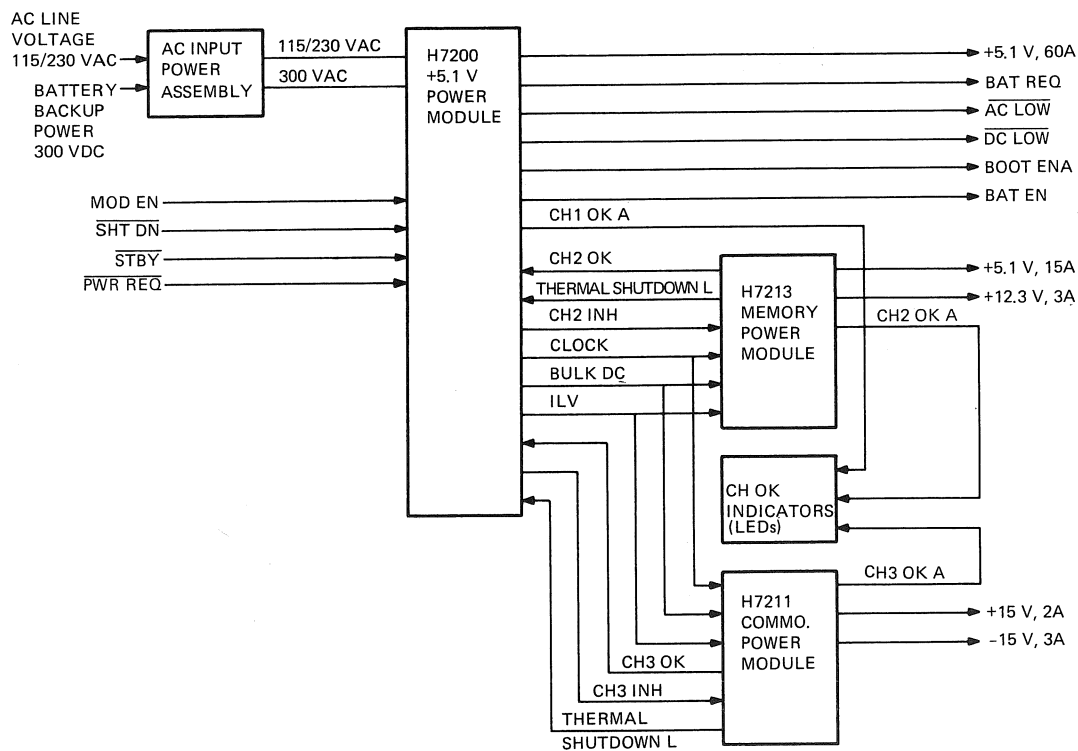 AC LINE
VOLTAGE
115/230 VAC
BATTERY
BACKUP
POWER
300 VDC
AC INPUT
POWER
ASSEMBLY
115/230 VAC
300 VAC
MOD EN
SHT DN
STBY
PWR REQ
H7200
+5.1 V
POWER
MODULE
+5.1 V, 60A
BAT REQ
AC LOW
DC LOW
BOOT ENA
BAT EN
CH1 OK A
CH2 OK
THERMAL SHUTDOWN L
CH2 INH
CLOCK
BULK DC
ILV
H7213
MEMORY
POWER
MODULE
+5.1 V, 15A
+12.3 V, 3A
CH2 OK A
CH OK
INDICATORS
(LEDs)
CH3 OK A
H7211
COMMO.
POWER
MODULE
+15 V, 2A
-15 V, 3A
CH3 OK
CH3 INH
THERMAL
SHUTDOWN L